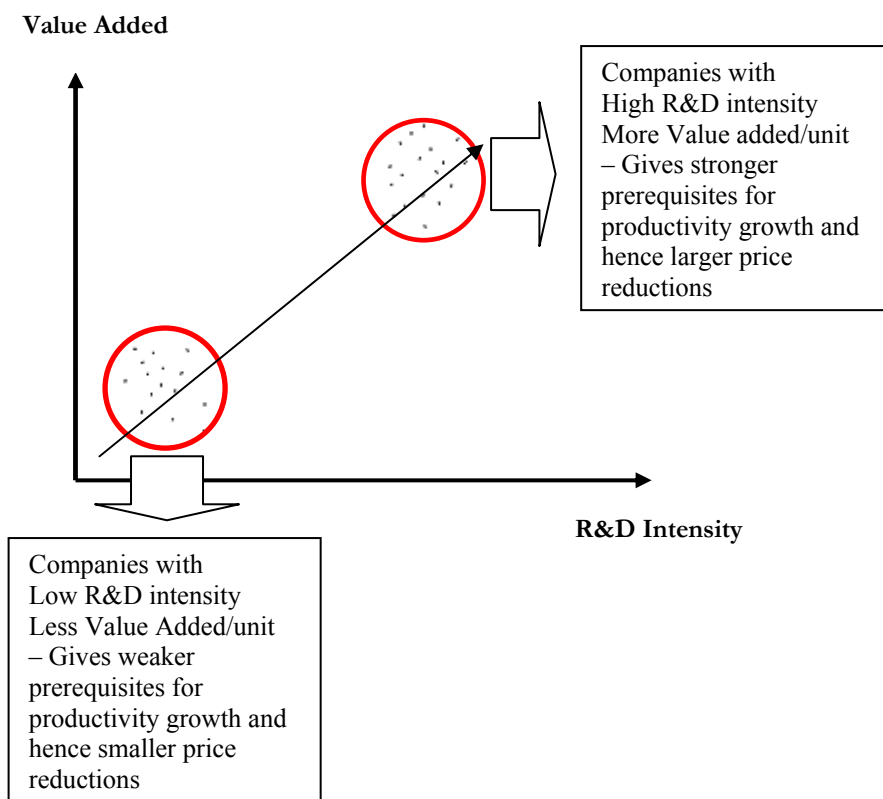 Value Added
Companies with
High R&D intensity
More Value added/unit
– Gives stronger
prerequisites for
productivity growth and
hence larger price
reductions
R&D Intensity
Companies with
Low R&D intensity
Less Value Added/unit
– Gives weaker
prerequisites for
productivity growth and
hence smaller price
reductions